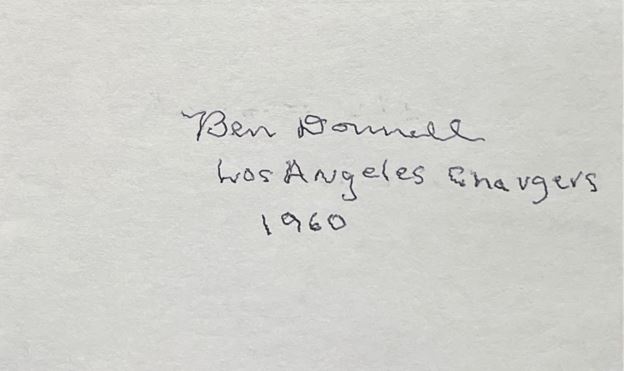 Ben Donnell
Los Angeles Chargers
1960